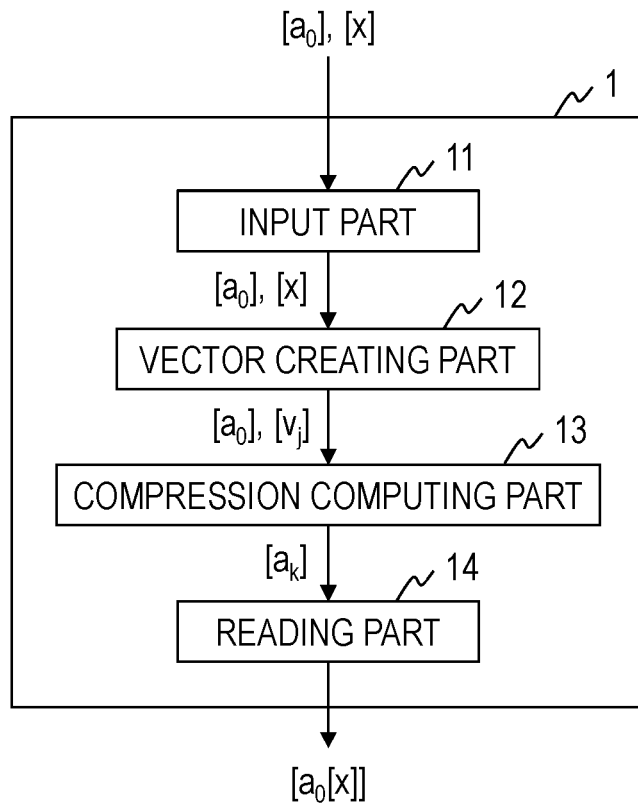 [a₀], [x]
1
11
INPUT PART
[a₀], [x]
12
VECTOR CREATING PART
[a₀], [vⱼ]
13
COMPRESSION COMPUTING PART
[aₖ]
14
READING PART
[a₀[x]]